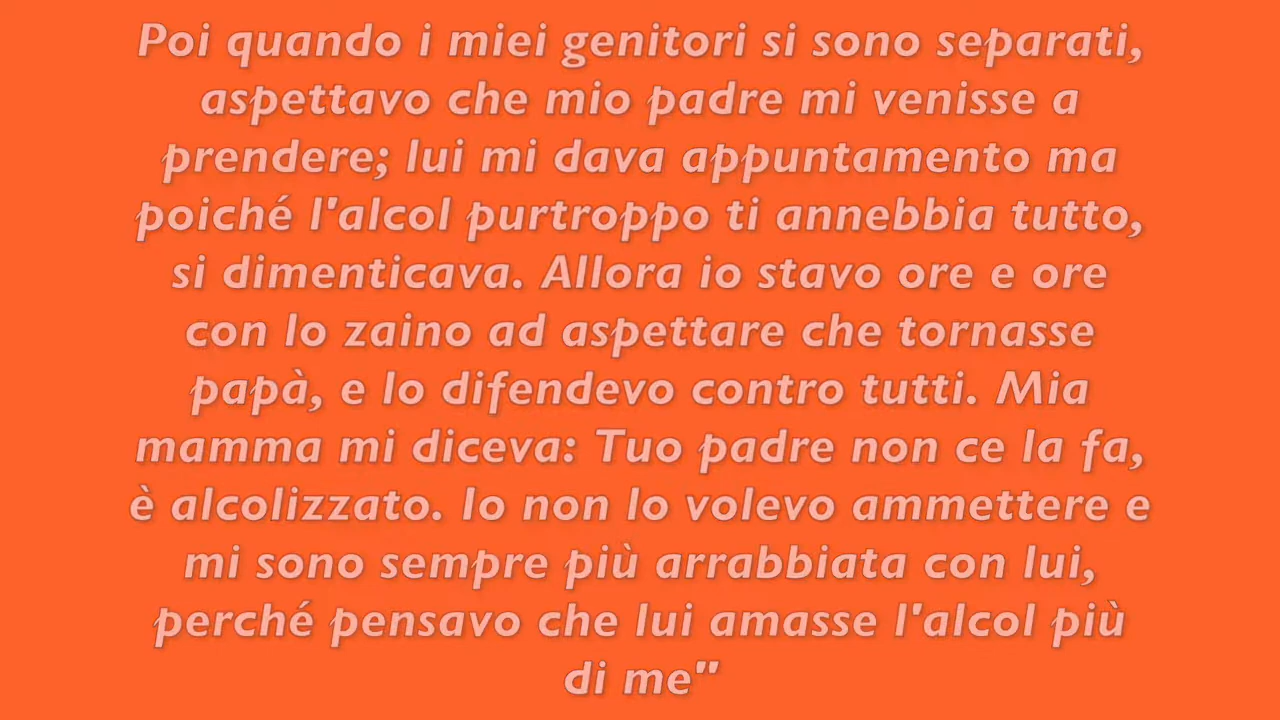 Poi quando i miei genitori si sono separati,
aspettavo che mio padre mi venisse a
prendere; lui mi dava appuntamento ma
poiché l'alcol purtroppo ti annebbia tutto,
si dimenticava. Allora io stavo ore e ore
con lo zaino ad aspettare che tornasse
papà, e lo difendevo contro tutti. Mia
mamma mi diceva: Tuo padre non ce la fa,
è alcolizzato. Io non lo volevo ammettere e
mi sono sempre più arrabbiata con lui,
perché pensavo che lui amasse l'alcol più
di me"